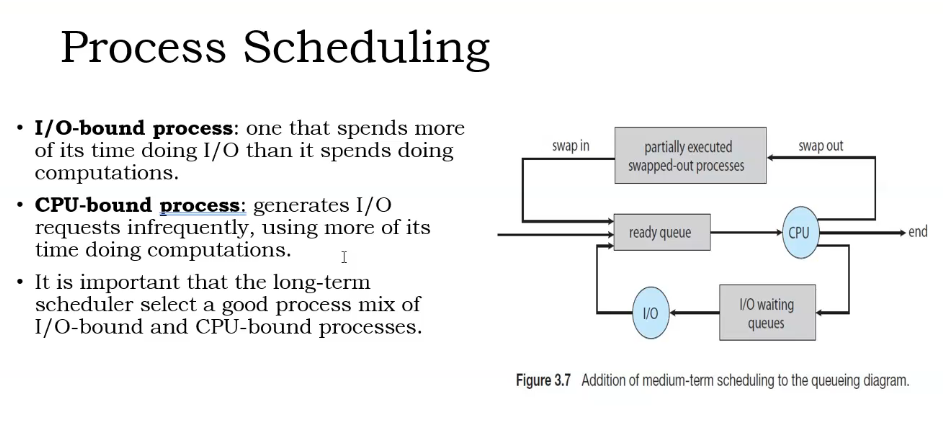 Process Scheduling
• I/O-bound process: one that spends more
of its time doing I/O than it spends doing
computations.
• CPU-bound process: generates I/O
requests infrequently, using more of its
time doing computations.
• It is important that the long-term
scheduler select a good process mix of
I/O-bound and CPU-bound processes.
swap in
partially executed
swapped-out processes
swap out
ready queue
CPU
end
I/O
I/O waiting
queues
Figure 3.7 Addition of medium-term scheduling to the queueing diagram.